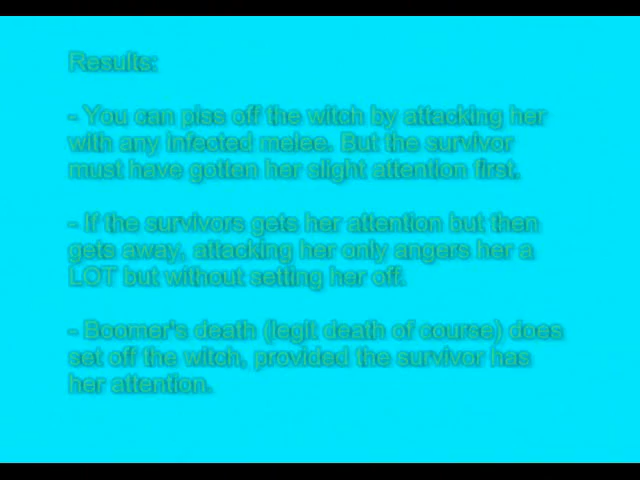 Results:
- You can piss off the witch by attacking her
with any infected melee. But the survivor
must have gotten her slight attention first.
- If the survivors gets her attention but then
gets away, attacking her only angers her a
LOT but without setting her off.
- Boomer's death (legit death of course) does
set off the witch, provided the survivor has
her attention.